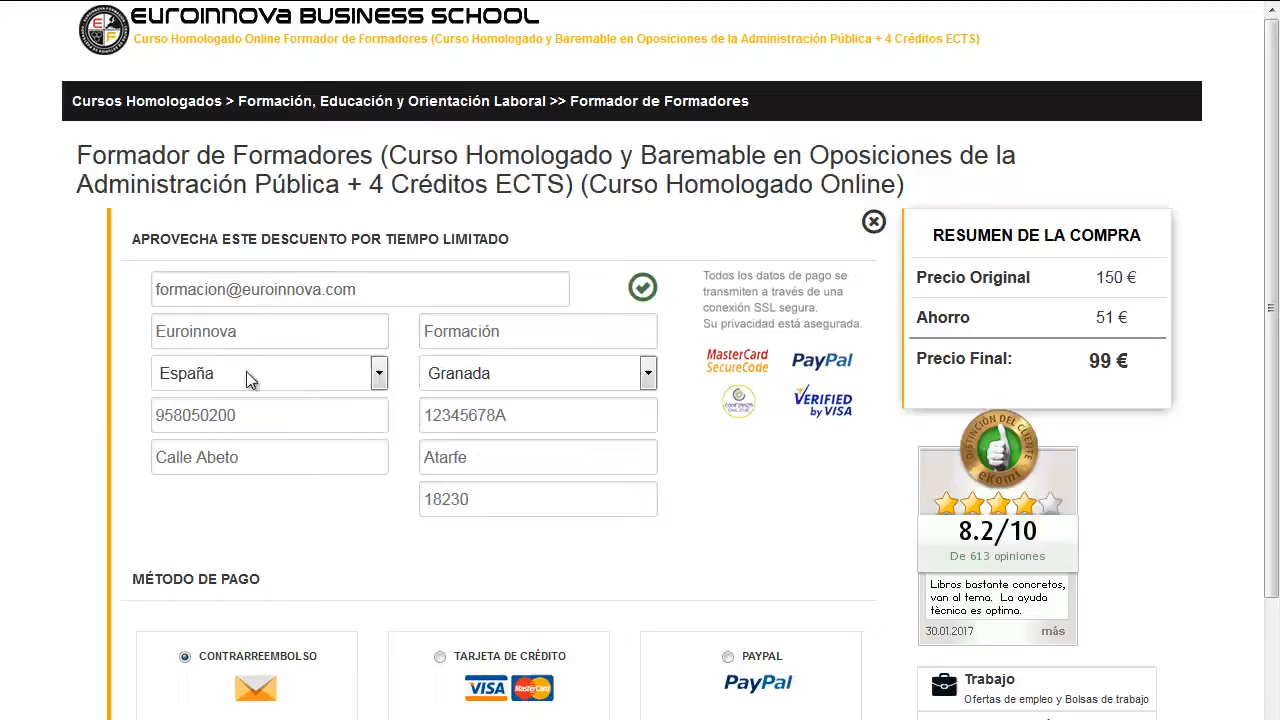 EUROINNOVA BUSINESS SCHOOL
Curso Homologado Online Formador de Formadores (Curso Homologado y Baremable en Oposiciones de la Administración Pública + 4 Créditos ECTS)
Cursos Homologados > Formación, Educación y Orientación Laboral >> Formador de Formadores
Formador de Formadores (Curso Homologado y Baremable en Oposiciones de la
Administración Pública + 4 Créditos ECTS) (Curso Homologado Online)
APROVECHA ESTE DESCUENTO POR TIEMPO LIMITADO
formacion@euroinnova.com
Euroinnova
Formación
España
Granada
958050200
12345678A
Calle Abeto
Atarfe
18230
Todos los datos de pago se
transmiten a través de una
conexión SSL segura.
Su privacidad está asegurada.
MasterCard
SecureCode
PayPal
CONFIANZA
ONLINE
VERIFIED
by VISA
RESUMEN DE LA COMPRA
Precio Original 150 €
Ahorro 51 €
Precio Final: 99 €
DISTINCIÓN DEL CLIENTE
eKomi
8.2/10
De 613 opiniones
Libros bastante concretos,
van al tema. La ayuda
tècnica es optima.
30.01.2017 más
Trabajo
Ofertas de empleo y Bolsas de trabajo
MÉTODO DE PAGO
CONTRARREEMBOLSO
TARJETA DE CRÉDITO
VISA MasterCard
PAYPAL
PayPal